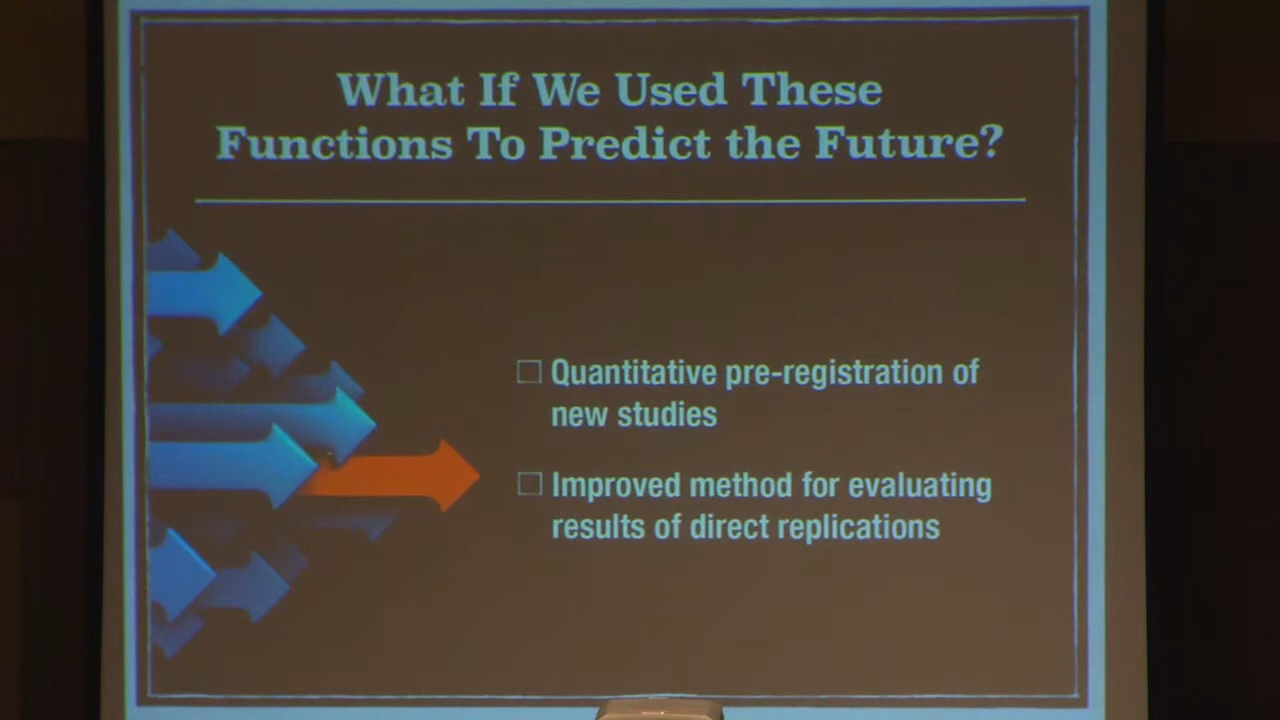 What If We Used These
Functions To Predict the Future?
Quantitative pre-registration of
new studies
Improved method for evaluating
results of direct replications